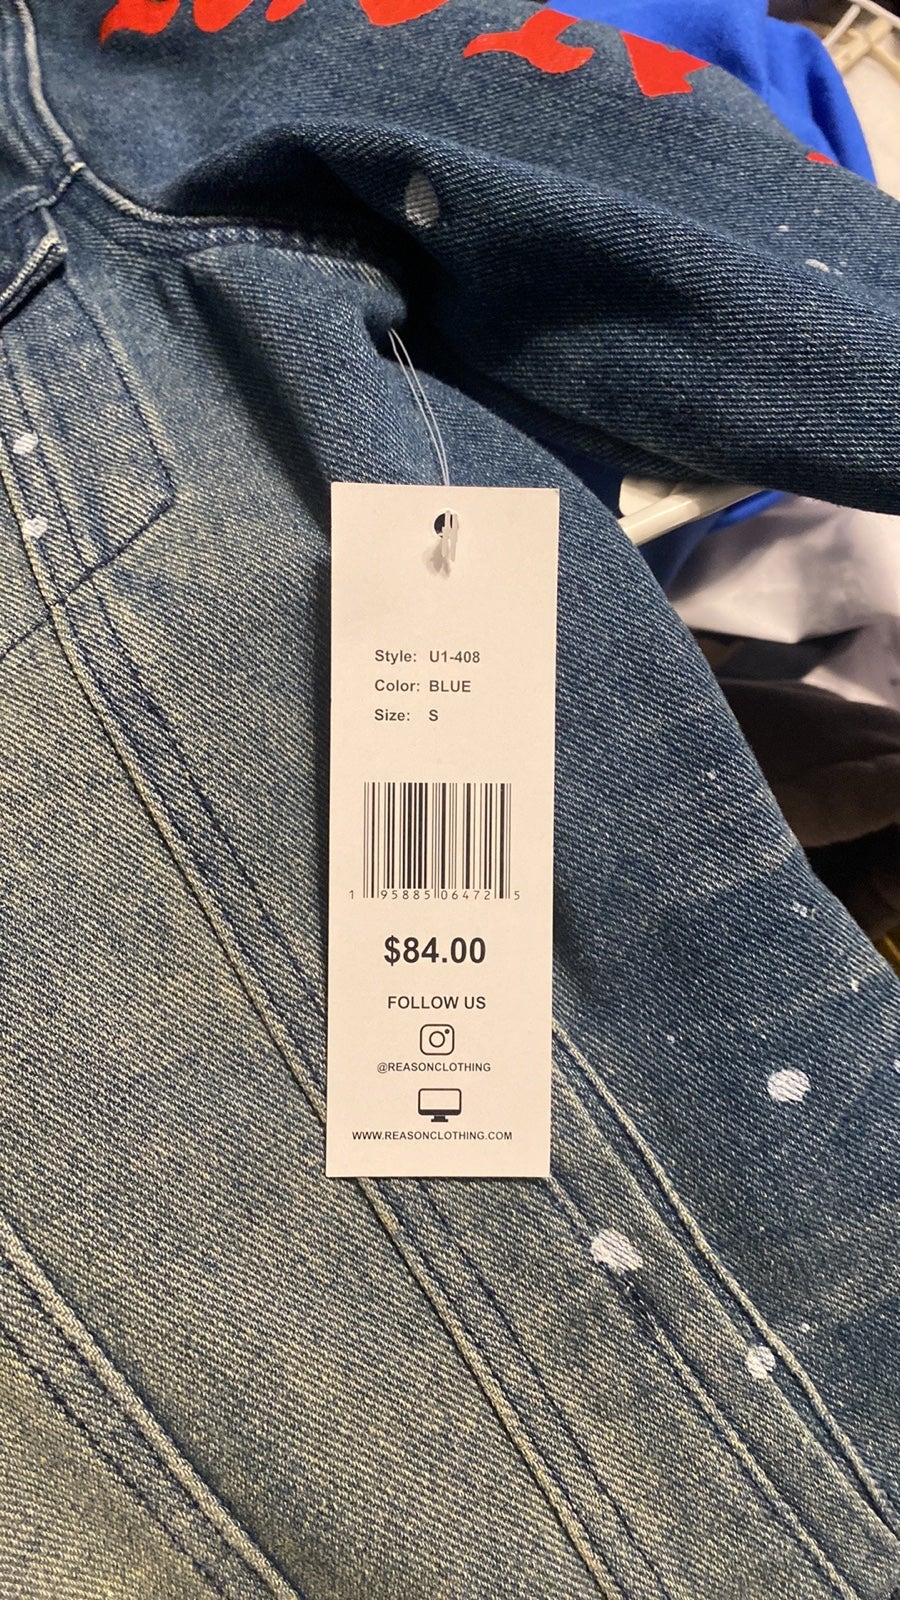 Style: U1-408
Color: BLUE
Size: S
1 95885 06472 5
$84.00
FOLLOW US
@REASONCLOTHING
WWW.REASONCLOTHING.COM